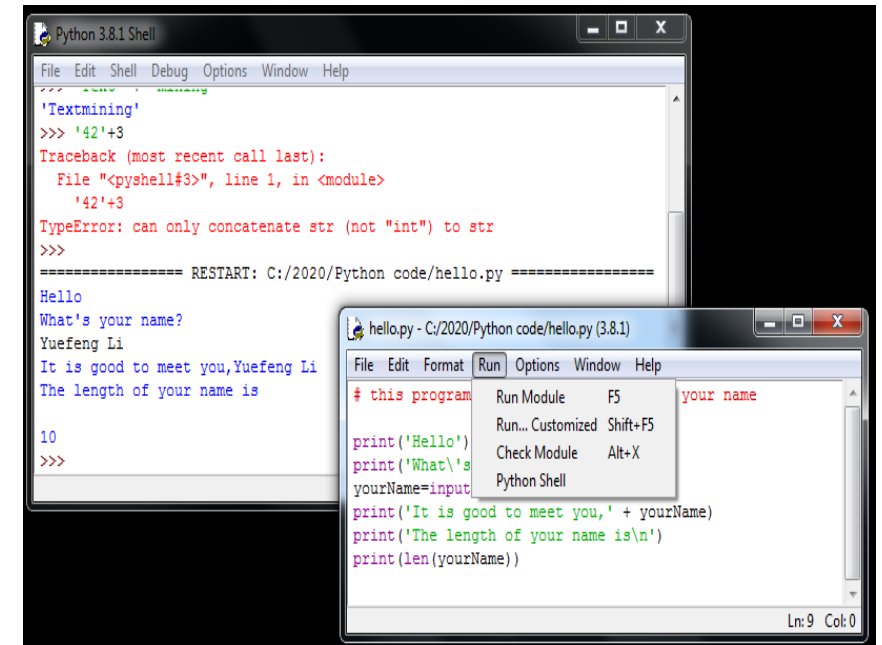 Python 3.8.1 Shell
File Edit Shell Debug Options Window Help
'Textmining'
>>> '42'+3
Traceback (most recent call last):
  File "<pyshell#3>", line 1, in <module>
    '42'+3
TypeError: can only concatenate str (not "int") to str
>>>
================= RESTART: C:/2020/Python code/hello.py =================
Hello
What's your name?
Yuefeng Li
It is good to meet you,Yuefeng Li
The length of your name is
10
>>>
hello.py - C:/2020/Python code/hello.py (3.8.1)
File Edit Format Run Options Window Help
# this program your name
print('Hello')
print('What\'s
yourName=input
print('It is good to meet you,' + yourName)
print('The length of your name is\n')
print(len(yourName))
Run Module F5
Run... Customized Shift+F5
Check Module Alt+X
Python Shell
Ln: 9 Col: 0